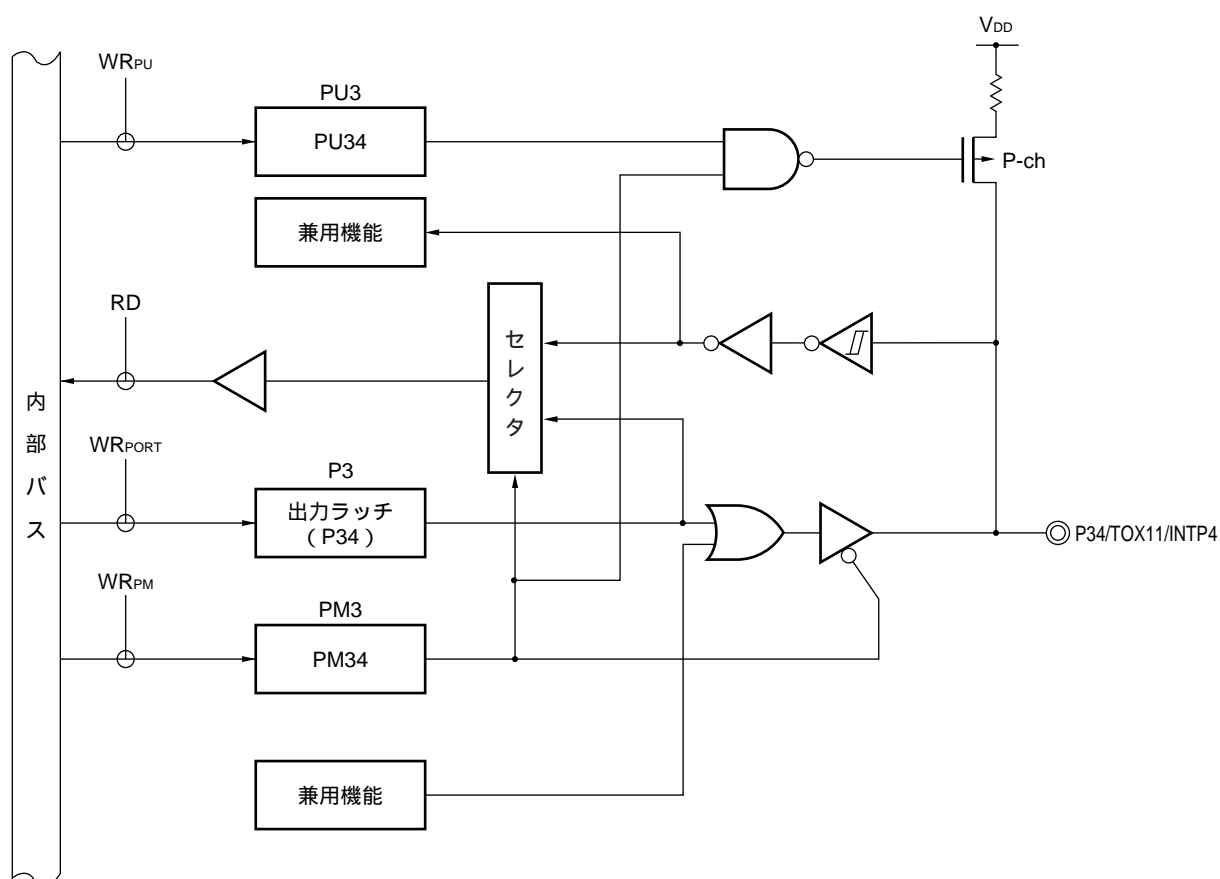 VDD
WRPU
PU3
PU34
P-ch
兼用機能
RD
セレクタ
内部バス
WRPORT
P3
出力ラッチ
(P34)
P34/TOX11/INTP4
WRPM
PM3
PM34
兼用機能